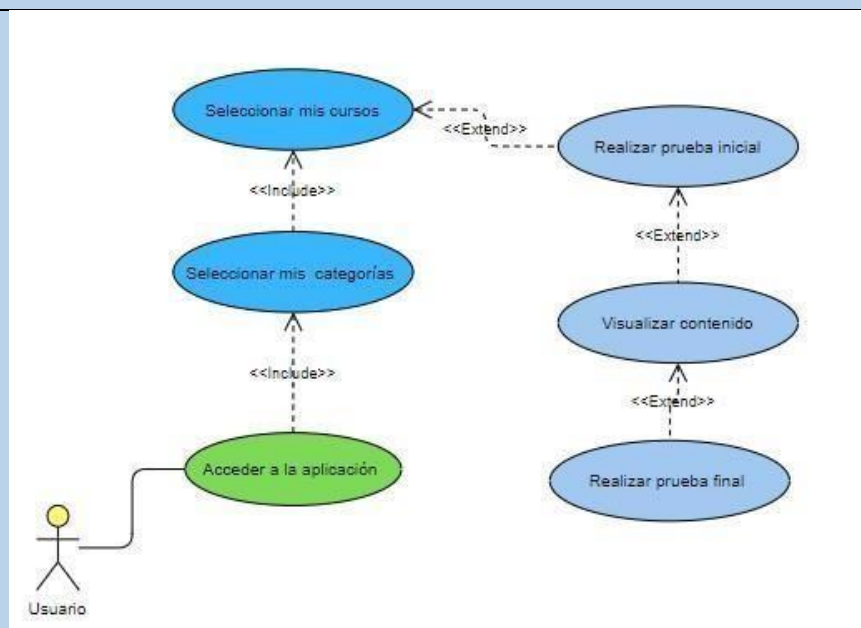 Seleccionar mis cursos
<<Extend>>
Realizar prueba inicial
<<Include>>
<<Extend>>
Seleccionar mis categorías
Visualizar contenido
<<Include>>
<<Extend>>
Acceder a la aplicación
Realizar prueba final
Usuario